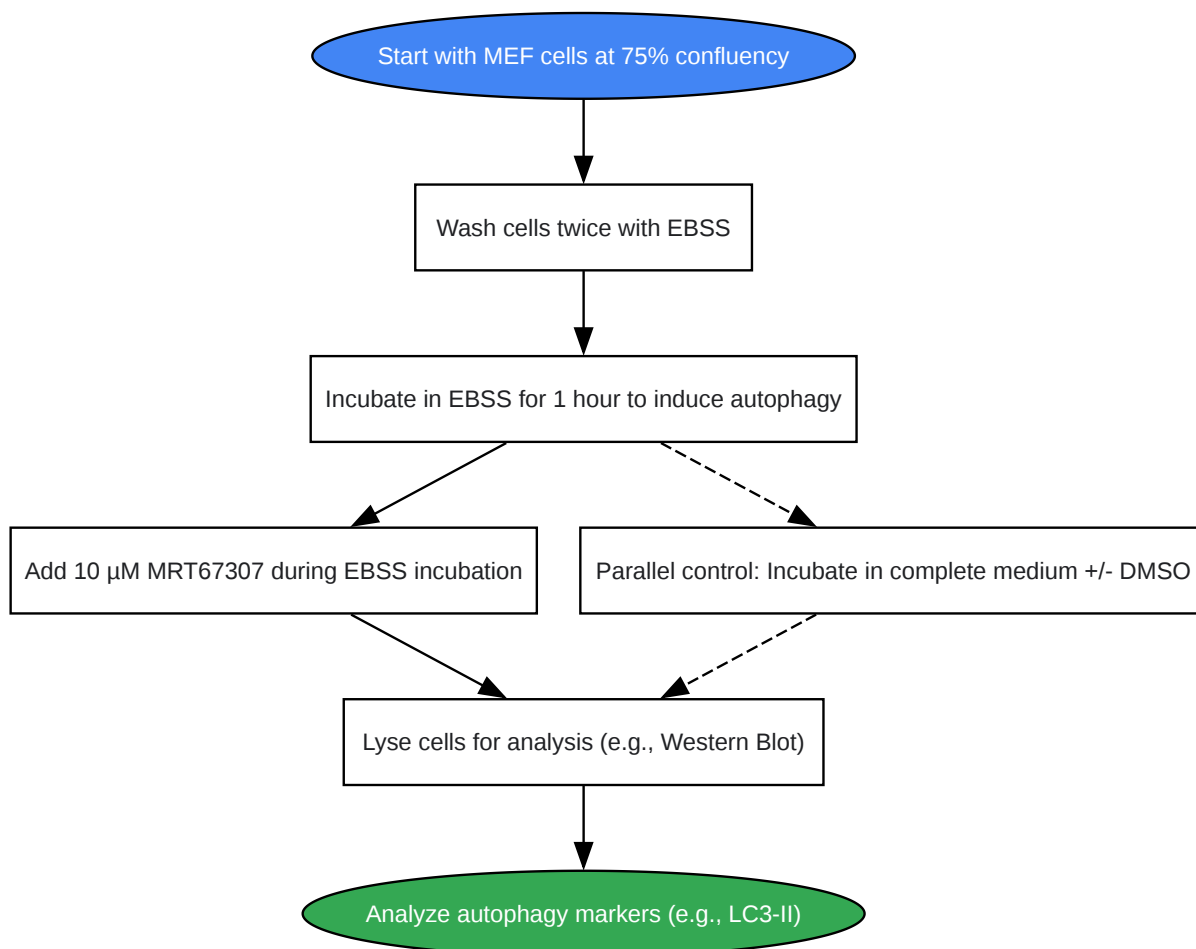 Start with MEF cells at 75% confluency
Wash cells twice with EBSS
Incubate in EBSS for 1 hour to induce autophagy
Add 10 µM MRT67307 during EBSS incubation
Parallel control: Incubate in complete medium +/- DMSO
Lyse cells for analysis (e.g., Western Blot)
Analyze autophagy markers (e.g., LC3-II)